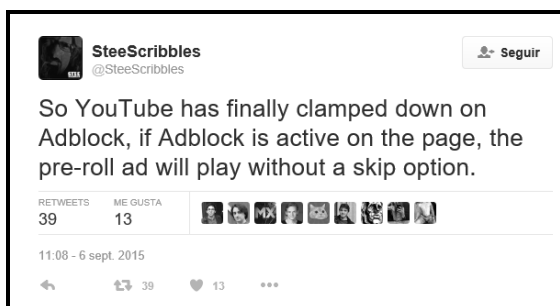 SteeScribbles
@SteeScribbles
Seguir
So YouTube has finally clamped down on
Adblock, if Adblock is active on the page, the
pre-roll ad will play without a skip option.
RETWEETS ME GUSTA
39 13
MX
11:08 - 6 sept. 2015
39 13